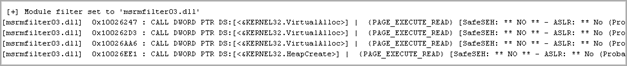 [+] Module filter set to 'msrmfilter03.dll'
[msrmfilter03.dll]  0x10026247 : CALL DWORD PTR DS:[<&KERNEL32.VirtualAlloc>] |  (PAGE_EXECUTE_READ) [SafeSEH: ** NO ** - ASLR: ** No (Proba
[msrmfilter03.dll]  0x100262D3 : CALL DWORD PTR DS:[<&KERNEL32.VirtualAlloc>] |  (PAGE_EXECUTE_READ) [SafeSEH: ** NO ** - ASLR: ** No (Proba
[msrmfilter03.dll]  0x10026AA6 : CALL DWORD PTR DS:[<&KERNEL32.VirtualAlloc>] |  (PAGE_EXECUTE_READ) [SafeSEH: ** NO ** - ASLR: ** No (Proba
[msrmfilter03.dll]  0x10026EE1 : CALL DWORD PTR DS:[<&KERNEL32.HeapCreate>] |  (PAGE_EXECUTE_READ) [SafeSEH: ** NO ** - ASLR: ** No (Probab